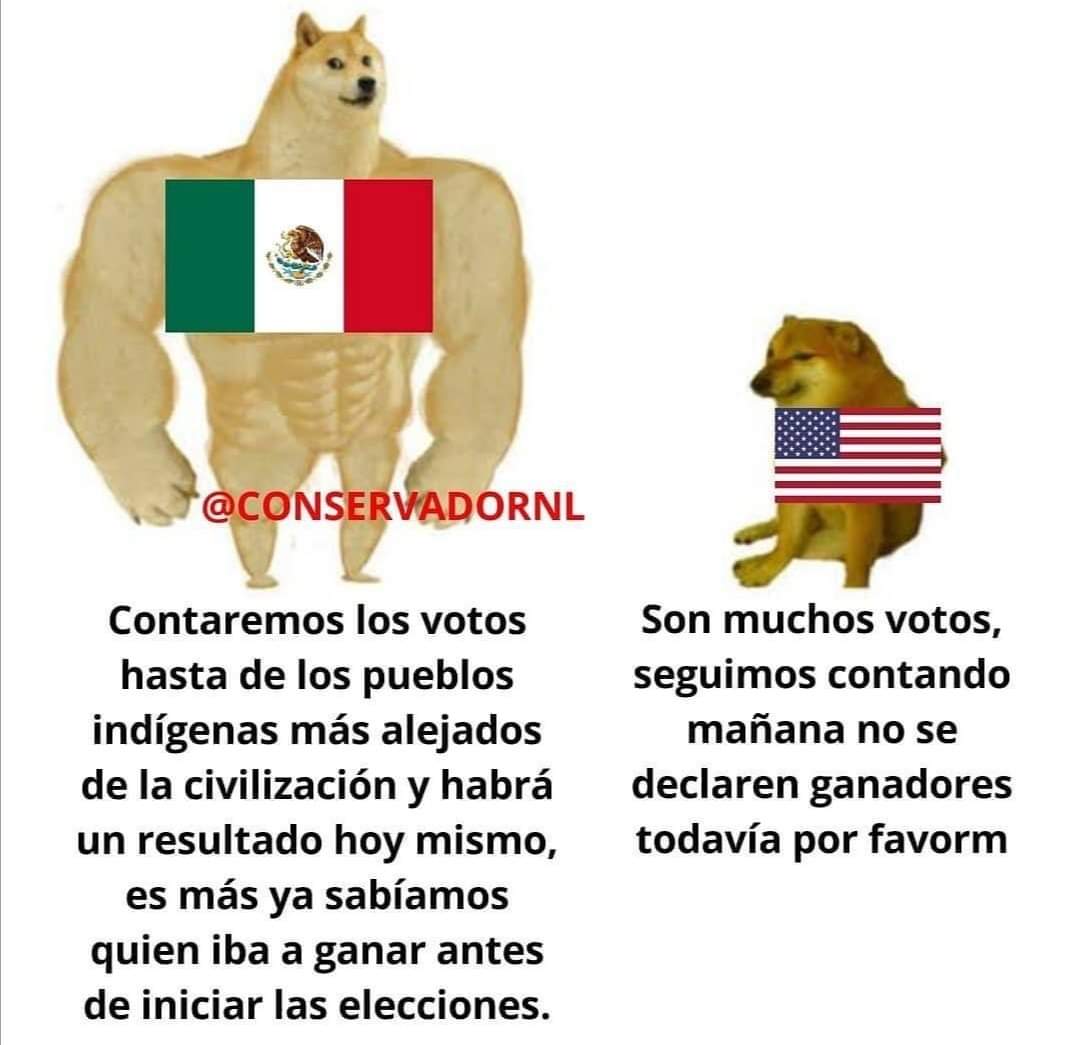 @CONSERVADORNL
Contaremos los votos
hasta de los pueblos
indígenas más alejados
de la civilización y habrá
un resultado hoy mismo,
es más ya sabíamos
quien iba a ganar antes
de iniciar las elecciones.
Son muchos votos,
seguimos contando
mañana no se
declaren ganadores
todavía por favorm